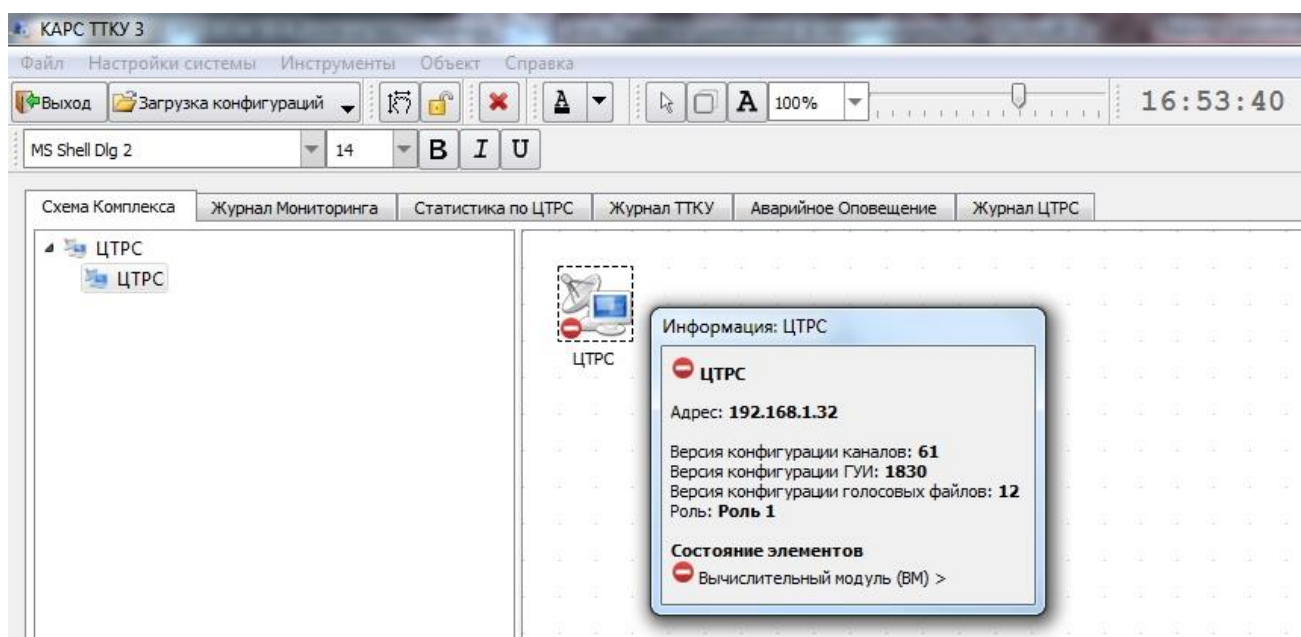 КАРС ТТКУ 3
Файл Настройки системы Инструменты Объект Справка
Выход Загрузка конфигураций A A 100% 16:53:40
MS Shell Dlg 2 14 B I U
Схема Комплекса Журнал Мониторинга Статистика по ЦТРС Журнал ТТКУ Аварийное Оповещение Журнал ЦТРС
ЦТРС
ЦТРС
ЦТРС
Информация: ЦТРС
ЦТРС
Адрес: 192.168.1.32
Версия конфигурации каналов: 61
Версия конфигурации ГУИ: 1830
Версия конфигурации голосовых файлов: 12
Роль: Роль 1
Состояние элементов
Вычислительный модуль (ВМ) >